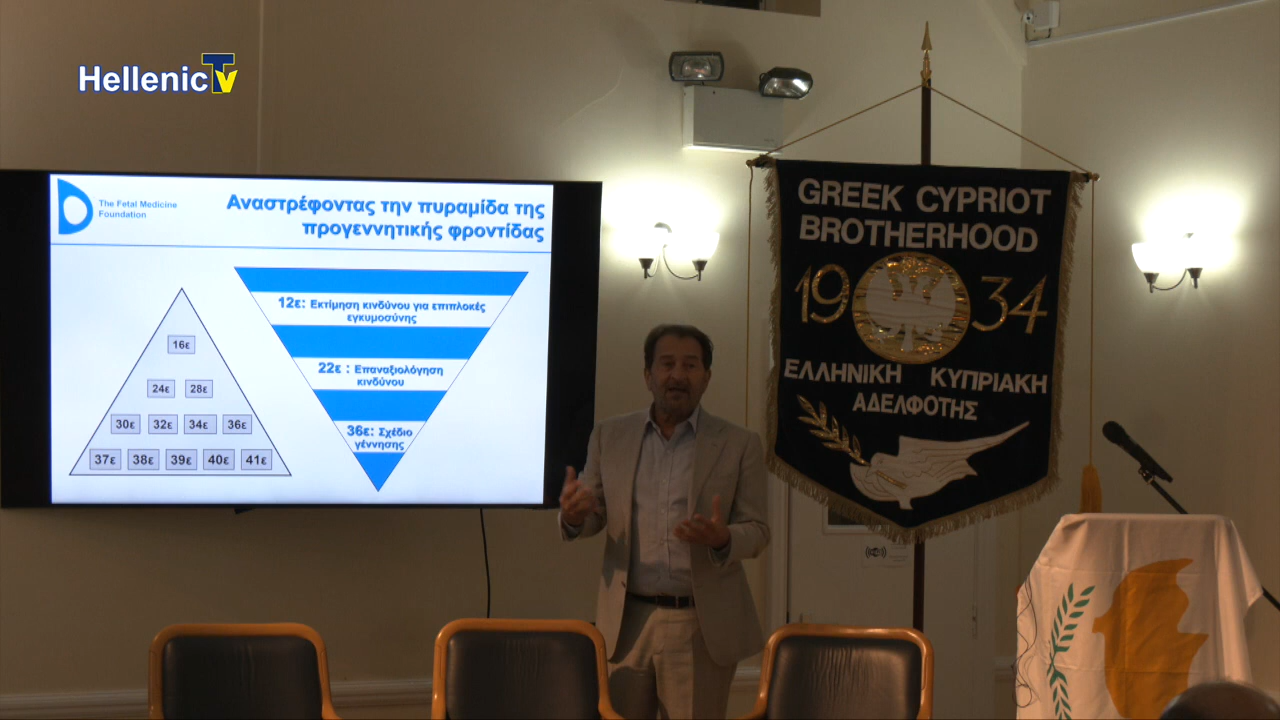 HellenicTv
The Fetal Medicine
Foundation
Αναστρέφοντας την πυραμίδα της
προγεννητικής φροντίδας
16ε
24ε 28ε
30ε 32ε 34ε 36ε
37ε 38ε 39ε 40ε 41ε
12ε: Εκτίμηση κινδύνου για επιπλοκές
εγκυμοσύνης
22ε : Επαναξιολόγηση
κινδύνου
36ε: Σχέδιο
γέννησης
GREEK CYPRIOT
BROTHERHOOD
19 34
ΕΛΛΗΝΙΚΗ ΚΥΠΡΙΑΚΗ
ΑΔΕΛΦΟΤΗΣ